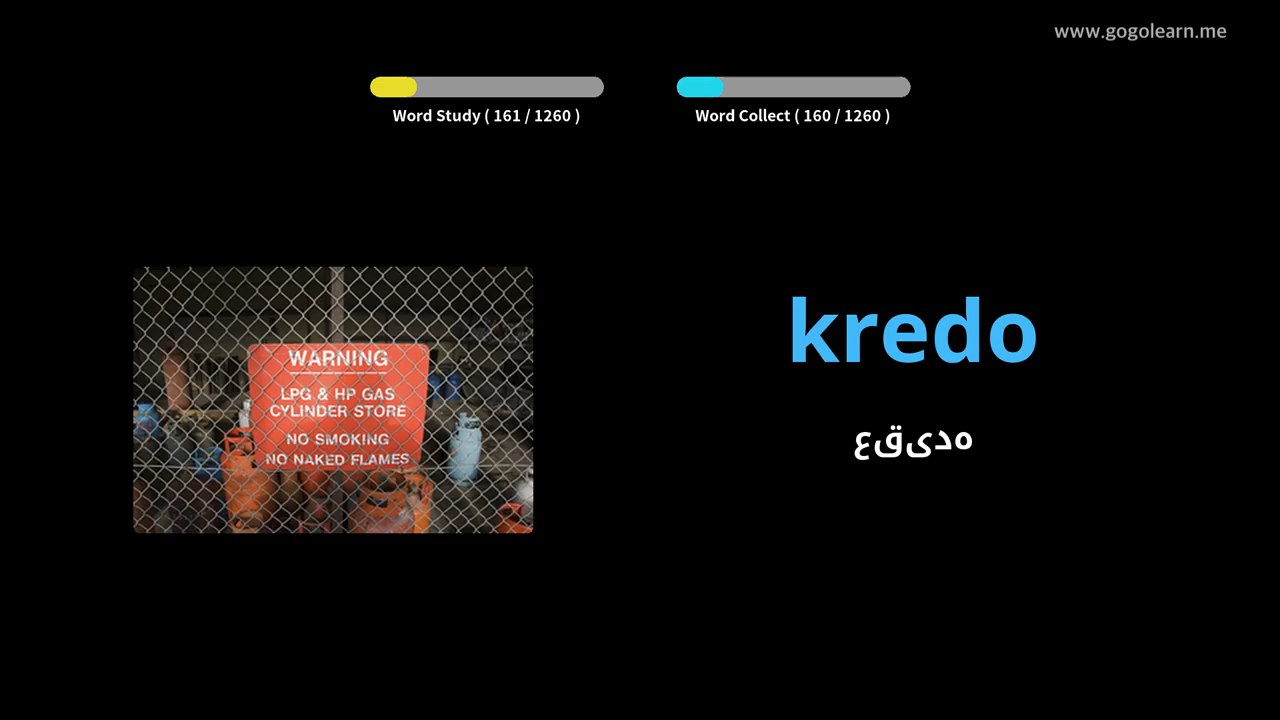 www.gogolearn.me
Word Study ( 161 / 1260 )
Word Collect ( 160 / 1260 )
WARNING
LPG & HP GAS
CYLINDER STORE
NO SMOKING
NO NAKED FLAMES
kredo
عقیده